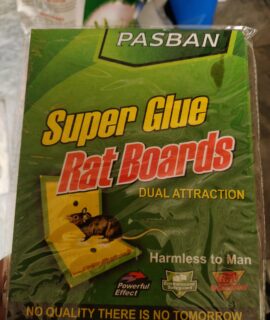 PASBAN
Super Glue
Rat Boards
DUAL ATTRACTION
Harmless to Man
Powerful
Effect
NO QUALITY THERE IS NO TOMORROW